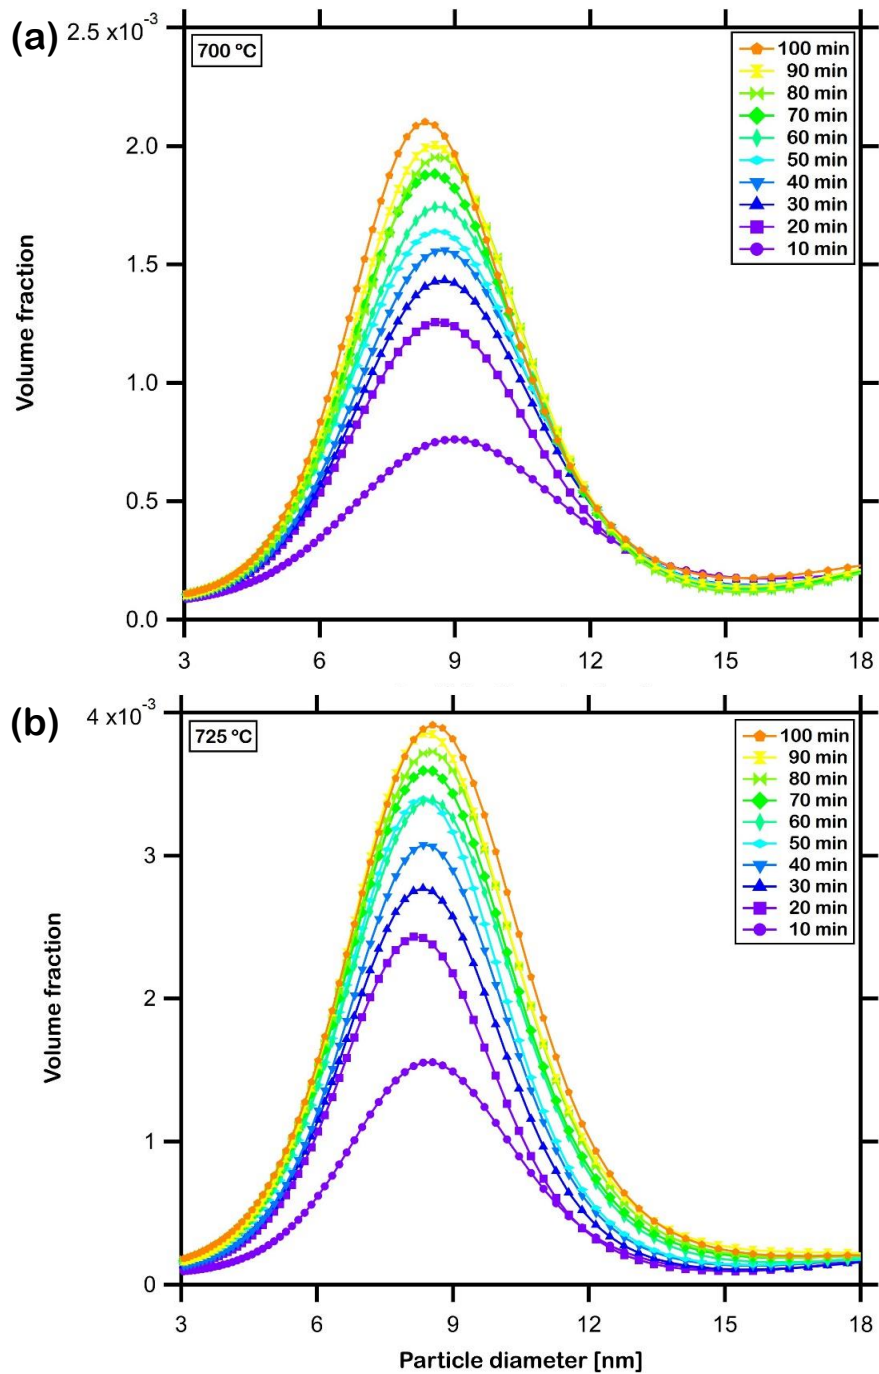 (a)
2.5 x10⁻³
700 ºC
100 min
90 min
80 min
70 min
60 min
50 min
40 min
30 min
20 min
10 min
2.0
1.5
1.0
0.5
0.0
Volume fraction
3 6 9 12 15 18
(b)
4 x10⁻³
725 ºC
100 min
90 min
80 min
70 min
60 min
50 min
40 min
30 min
20 min
10 min
3
2
1
0
Volume fraction
3 6 9 12 15 18
Particle diameter [nm]